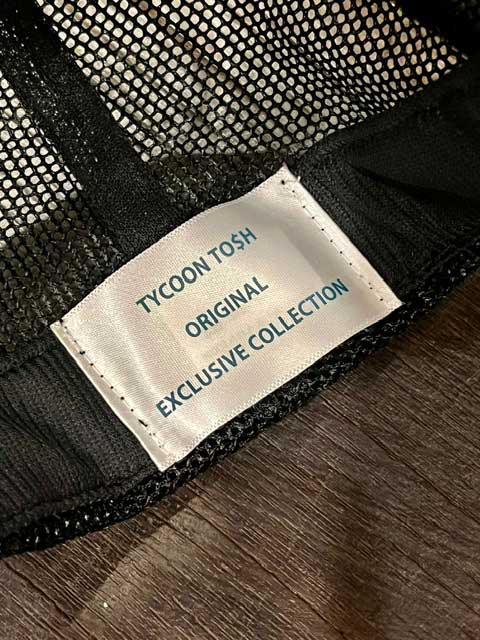 TYCOON TO$H
ORIGINAL
EXCLUSIVE COLLECTION